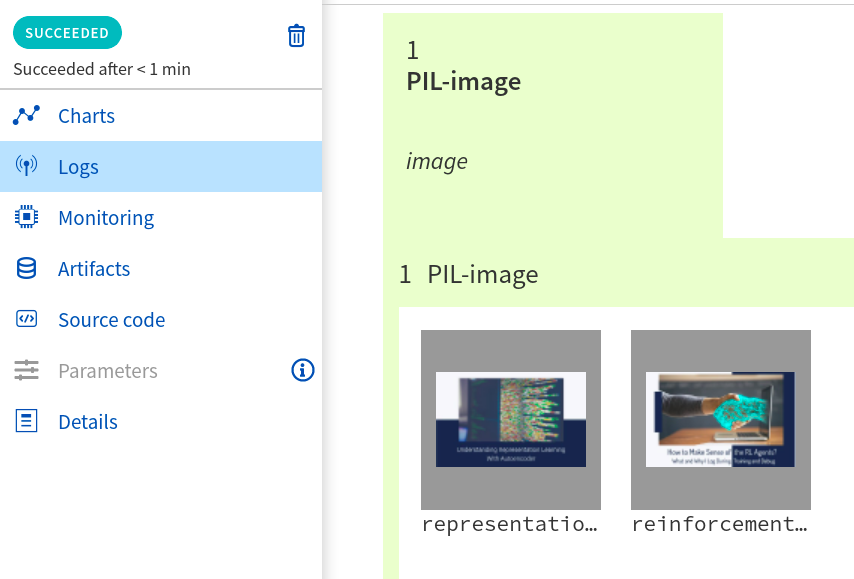 SUCCEEDED
Succeeded after < 1 min
Charts
Logs
Monitoring
Artifacts
Source code
Parameters
Details
1
PIL-image
image
1 PIL-image
Understanding Representation Learning
With Autoencoder
How to Make Sense of the RL Agents?
What and Why I Log During Training and Debug
representatio…
reinforcement…